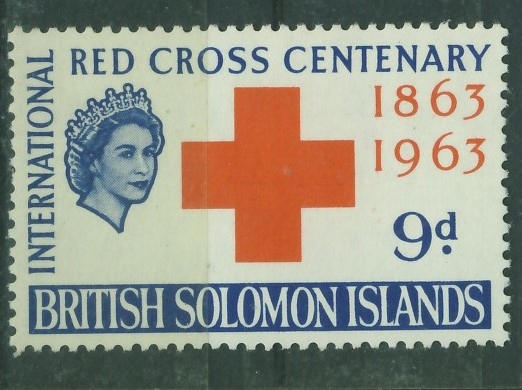 INTERNATIONAL
RED CROSS CENTENARY
1863
1963
9d.
BRITISH SOLOMON ISLANDS